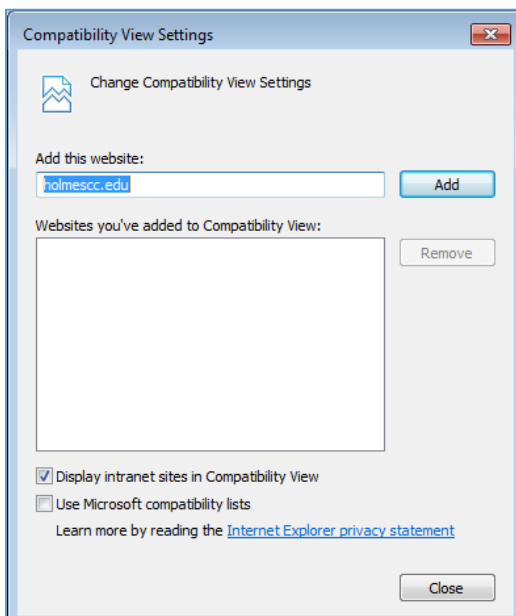 Compatibility View Settings
Change Compatibility View Settings
Add this website:
holmescc.edu
Add
Websites you've added to Compatibility View:
Remove
Display intranet sites in Compatibility View
Use Microsoft compatibility lists
Learn more by reading the Internet Explorer privacy statement
Close